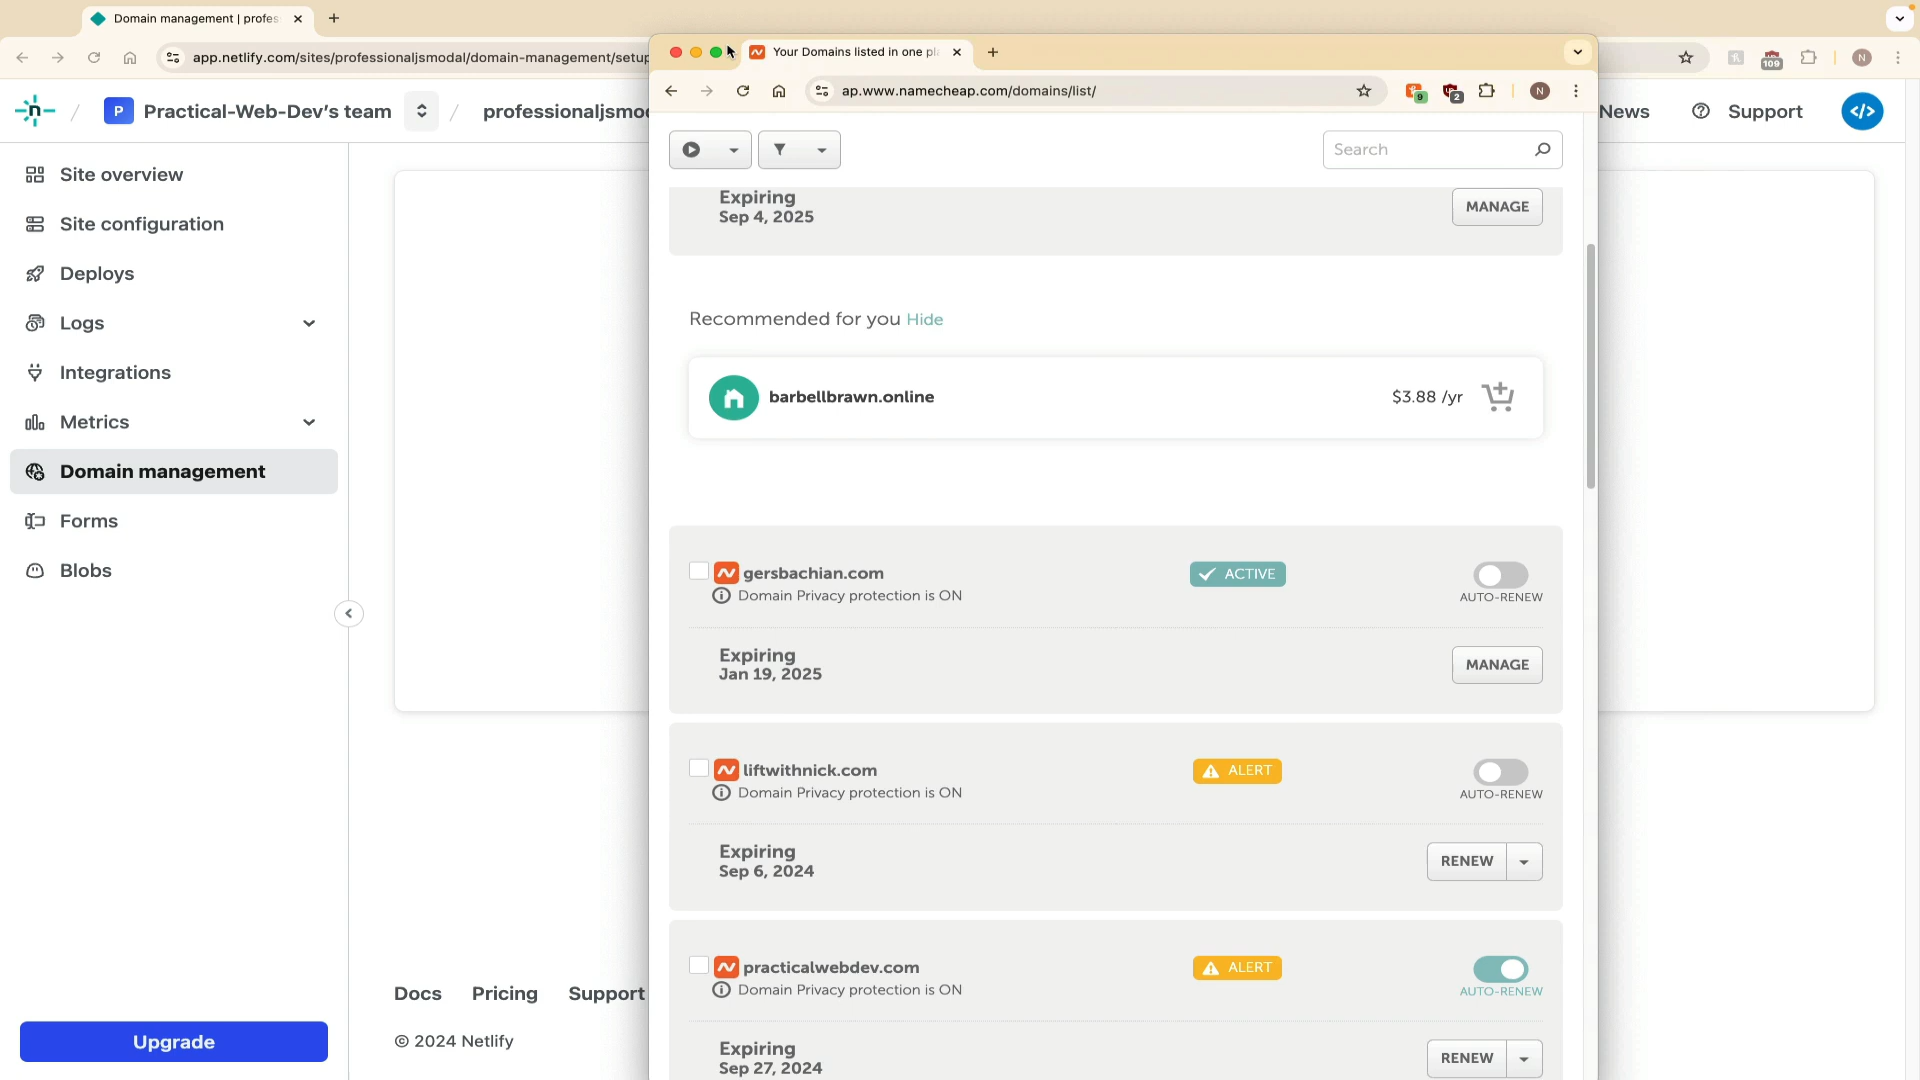 Domain management | profes
app.netlify.com/sites/professionaljsmodal/domain-management/setup
109
N
P
Practical-Web-Dev's team
/
professionaljsmo
News
Support
Site overview
Site configuration
Deploys
Logs
Integrations
Metrics
Domain management
Forms
Blobs
Upgrade
Docs
Pricing
Support
© 2024 Netlify
Your Domains listed in one pl
ap.www.namecheap.com/domains/list/
9
2
N
Search
Expiring
Sep 4, 2025
MANAGE
Recommended for you Hide
barbellbrawn.online
$3.88 /yr
gersbachian.com
ACTIVE
Domain Privacy protection is ON
AUTO-RENEW
Expiring
Jan 19, 2025
MANAGE
liftwithnick.com
ALERT
Domain Privacy protection is ON
AUTO-RENEW
Expiring
Sep 6, 2024
RENEW
practicalwebdev.com
ALERT
Domain Privacy protection is ON
AUTO-RENEW
Expiring
Sep 27, 2024
RENEW